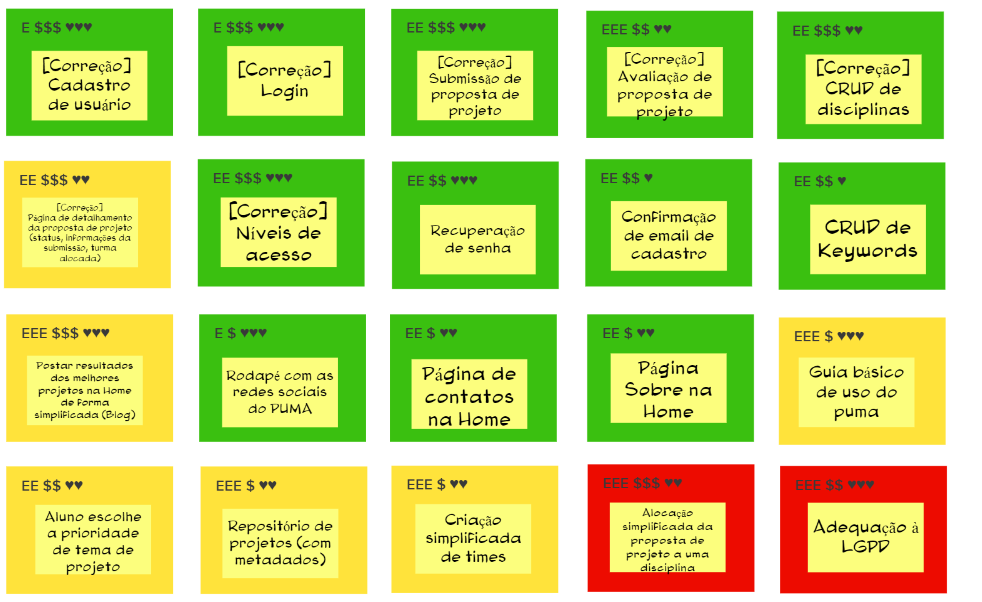 E $$$ ♥♥♥
[Correção]
Cadastro
de usuário
E $$$ ♥♥♥
[Correção]
Login
EE $$$ ♥♥♥
[Correção]
Submissão de
proposta de
projeto
EEE $$ ♥♥
[Correção]
Avaliação de
proposta de
projeto
EE $$$ ♥♥
[Correção]
CRUD de
disciplinas
EE $$$ ♥♥
[Correção]
Página de detalhamento
da proposta de projeto
(status, informações da
submissão, turma
alocada)
EE $$$ ♥♥♥
[Correção]
Níveis de
acesso
EE $$ ♥♥♥
Recuperação
de senha
EE $$ ♥
Confirmação
de email de
cadastro
EE $$ ♥
CRUD de
Keywords
EEE $$$ ♥♥♥
Postar resultados
dos melhores
projetos na Home
de forma
simplificada (Blog)
E $ ♥♥♥
Rodapé com as
redes sociais
do PUMA
EE $ ♥♥
Página de
contatos
na Home
EE $ ♥♥
Página
Sobre na
Home
EEE $ ♥♥♥
Guia básico
de uso do
puma
EE $$ ♥♥
Aluno escolhe
a prioridade
de tema de
projeto
EEE $ ♥♥
Repositório de
projetos (com
metadados)
EEE $ ♥♥
Criação
simplificada
de times
EEE $$$ ♥♥
Alocação
simplificada da
proposta de
projeto a uma
disciplina
EEE $$ ♥♥♥
Adequação à
LGPD